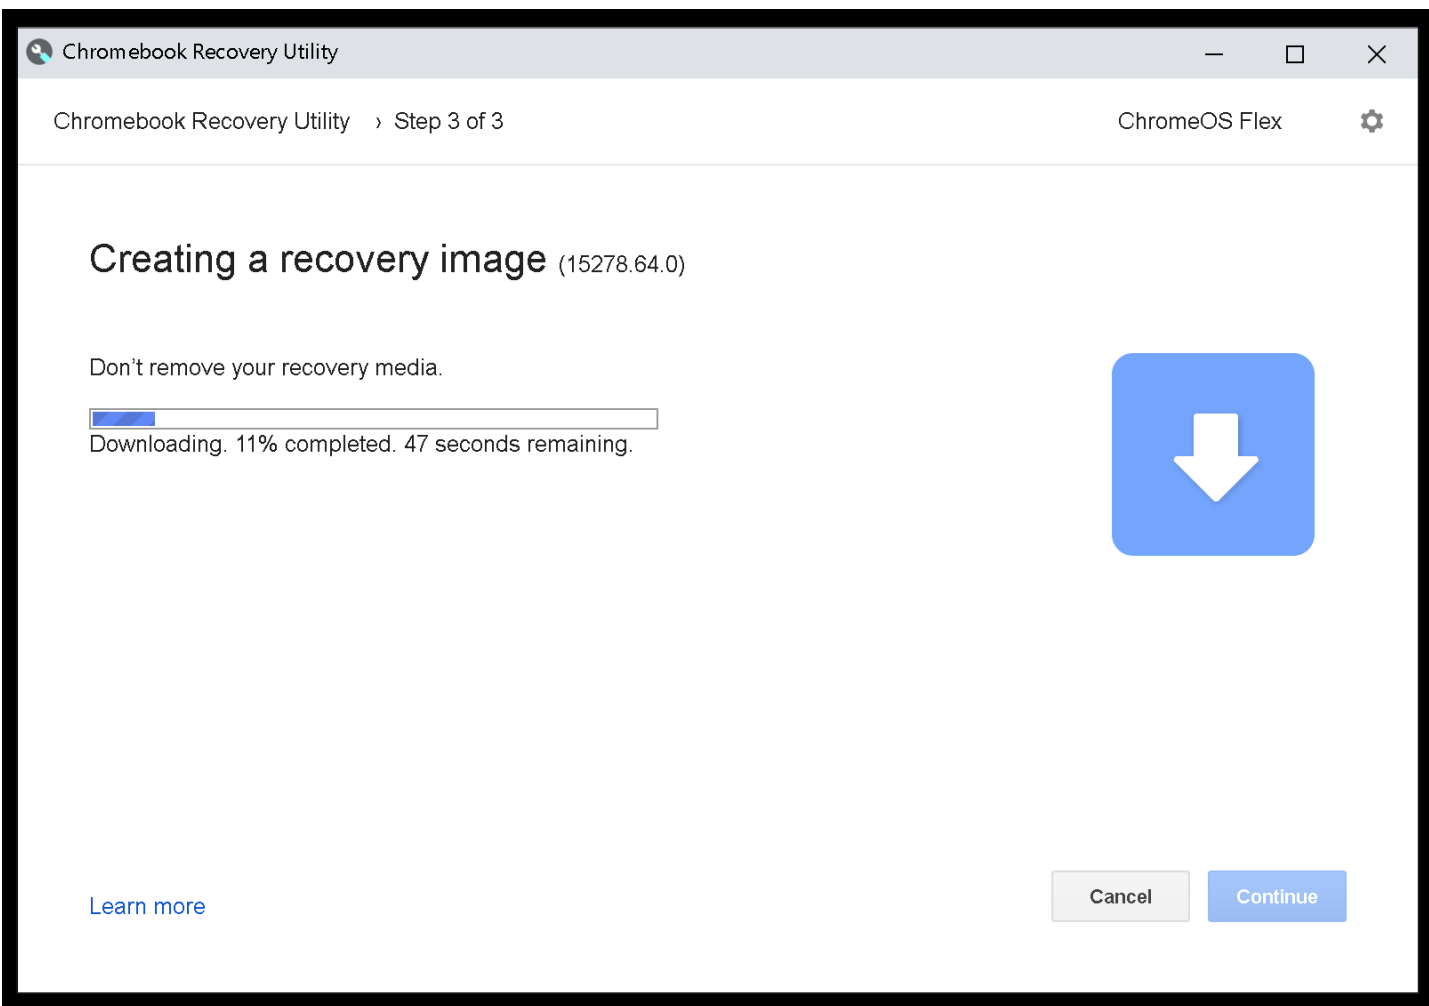 Chromebook Recovery Utility
Chromebook Recovery Utility › Step 3 of 3 ChromeOS Flex
Creating a recovery image (15278.64.0)
Don't remove your recovery media.
Downloading. 11% completed. 47 seconds remaining.
Learn more Cancel Continue